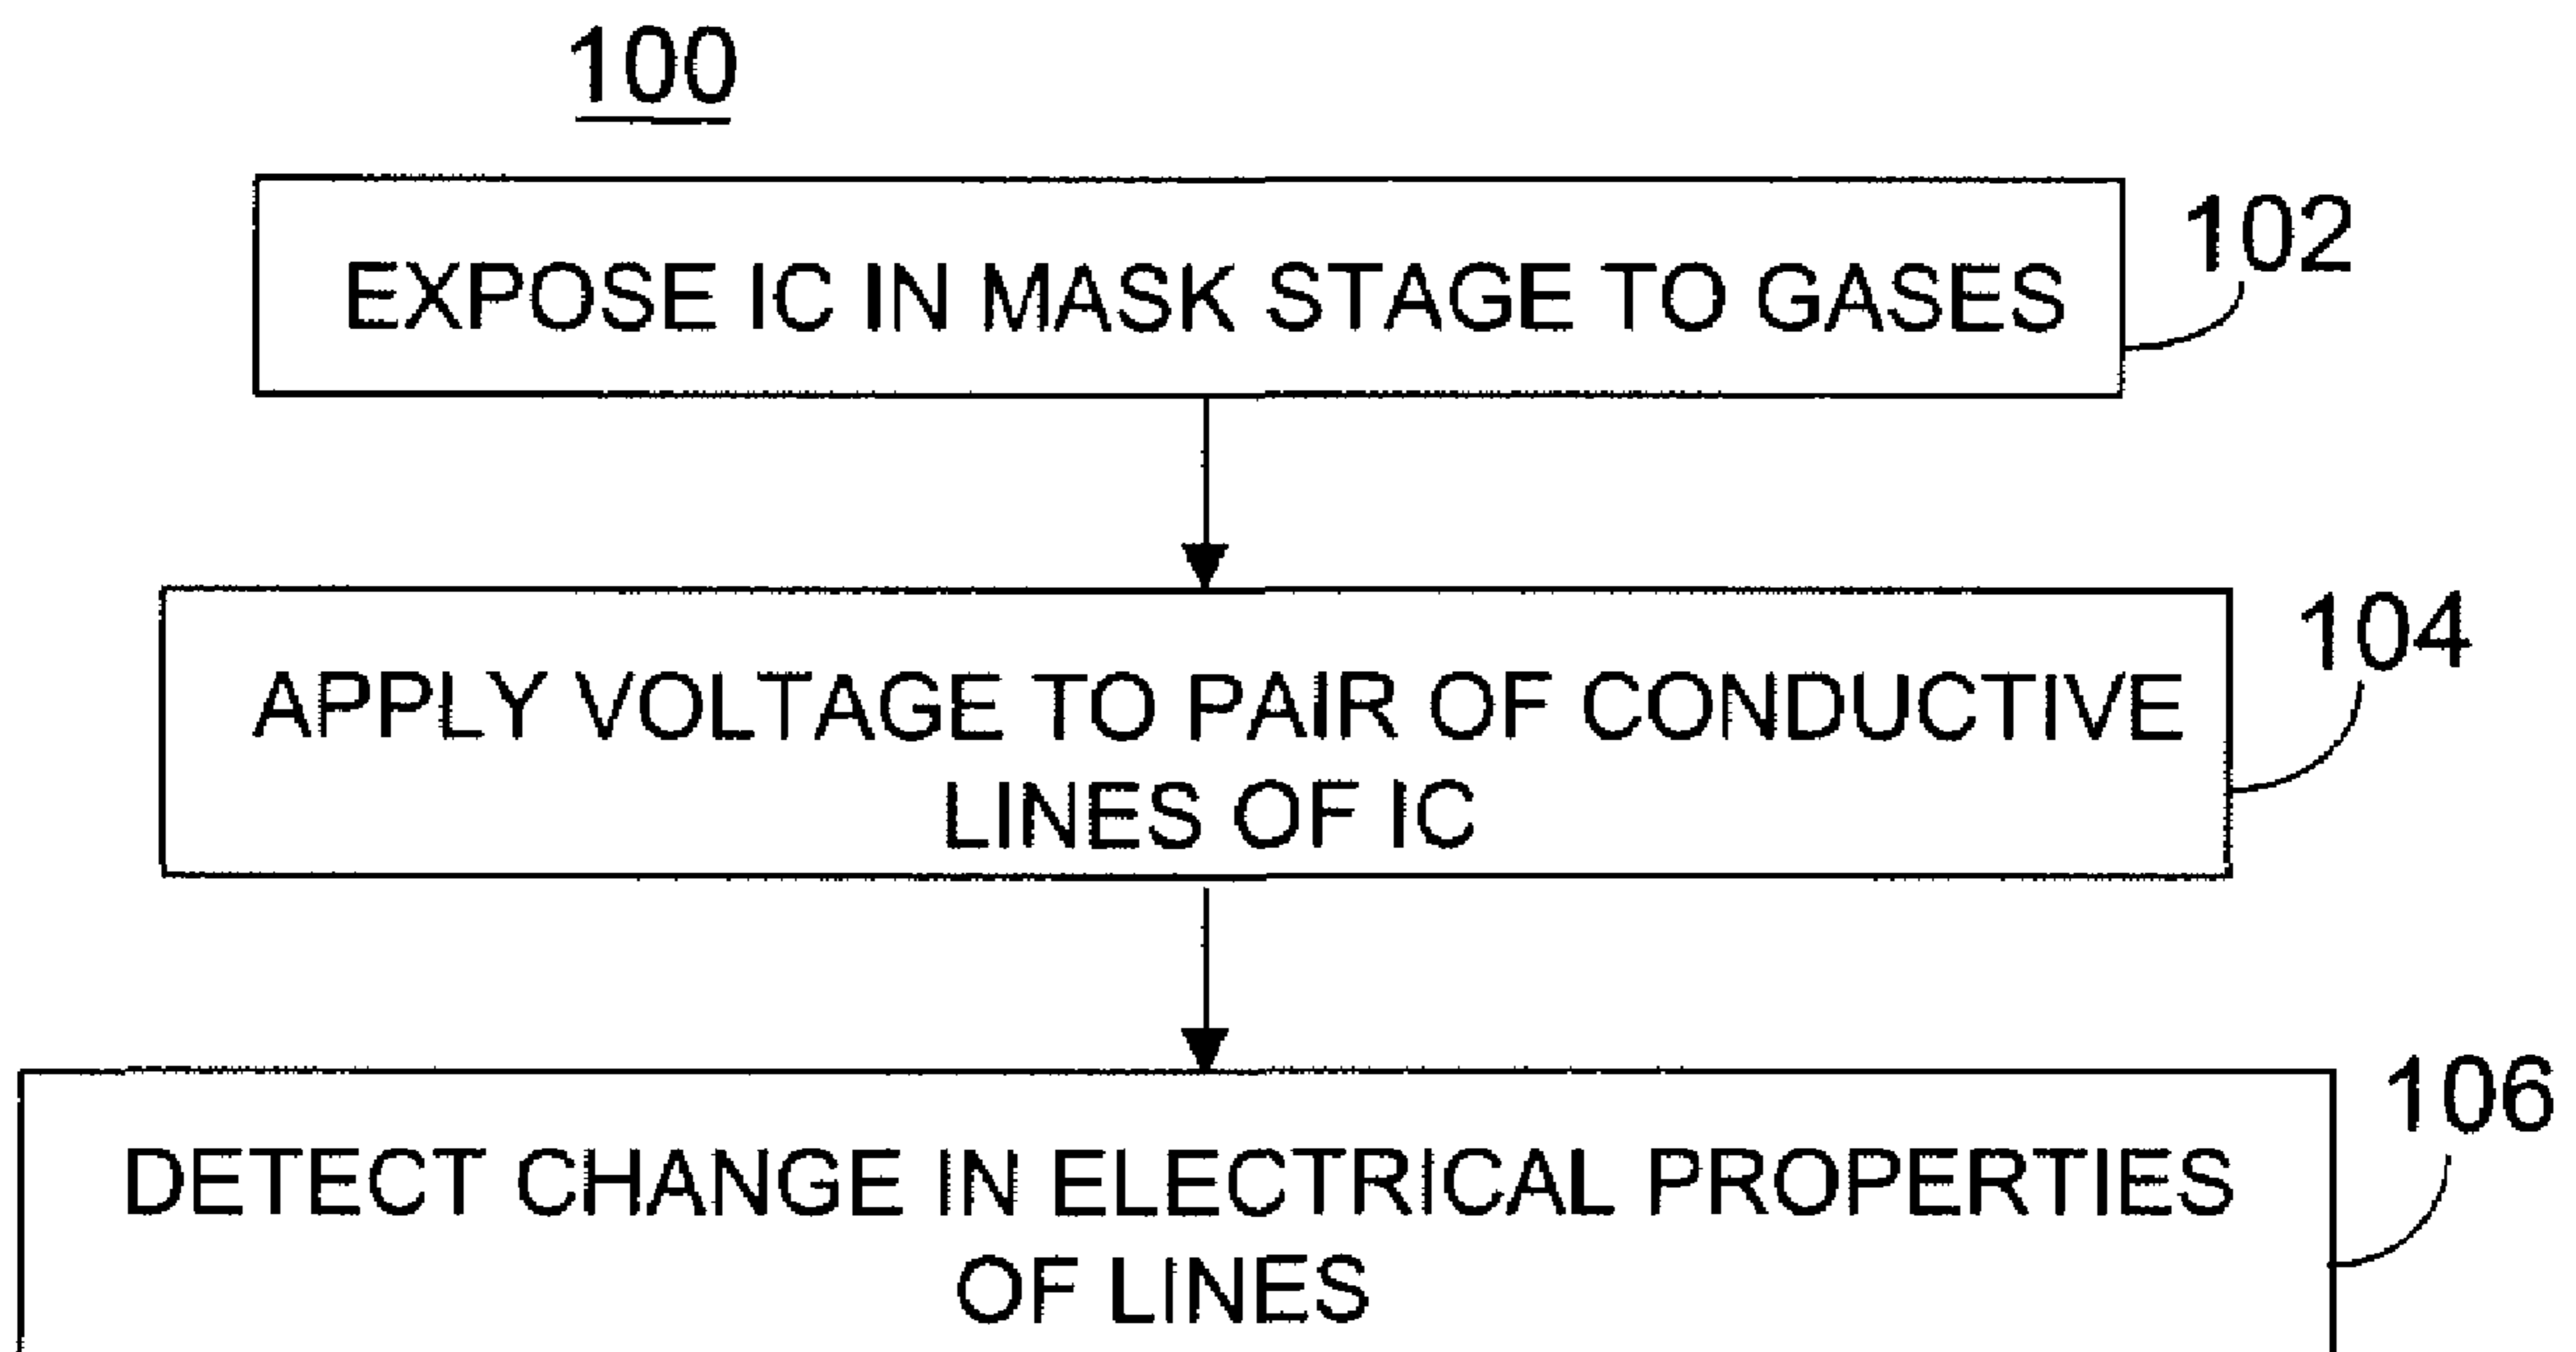 100
EXPOSE IC IN MASK STAGE TO GASES
102
APPLY VOLTAGE TO PAIR OF CONDUCTIVE
LINES OF IC
104
DETECT CHANGE IN ELECTRICAL PROPERTIES
OF LINES
106